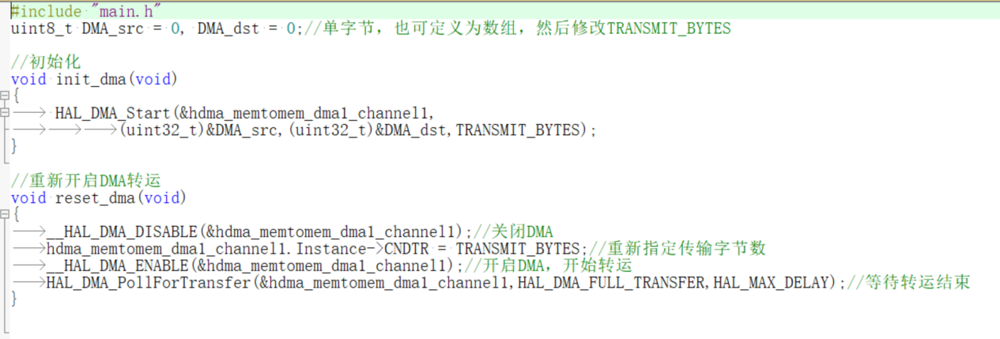 #include "main.h"
uint8_t DMA_src = 0, DMA_dst = 0;//单字节，也可定义为数组，然后修改TRANSMIT_BYTES
//初始化
void init_dma(void)
{
HAL_DMA_Start(&hdma_memtomem_dma1_channel1,
(uint32_t)&DMA_src,(uint32_t)&DMA_dst,TRANSMIT_BYTES);
}
//重新开启DMA转运
void reset_dma(void)
{
__HAL_DMA_DISABLE(&hdma_memtomem_dma1_channel1);//关闭DMA
hdma_memtomem_dma1_channel1.Instance->CNDTR = TRANSMIT_BYTES;//重新指定传输字节数
__HAL_DMA_ENABLE(&hdma_memtomem_dma1_channel1);//开启DMA，开始转运
HAL_DMA_PollForTransfer(&hdma_memtomem_dma1_channel1,HAL_DMA_FULL_TRANSFER,HAL_MAX_DELAY);//等待转运结束
}